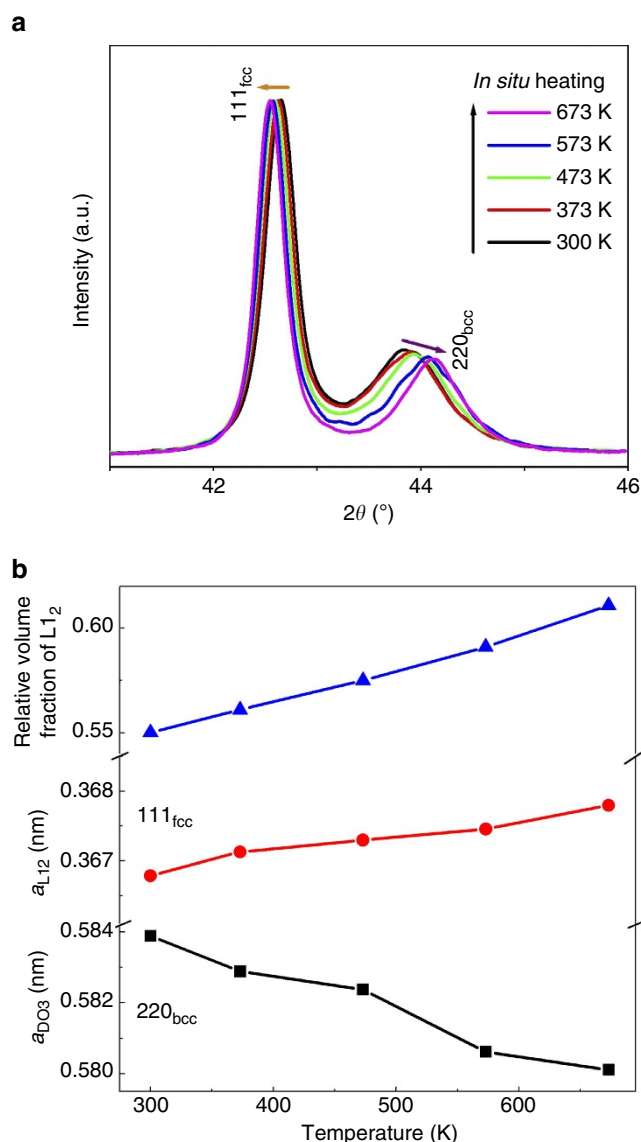 a
111fcc
In situ heating
673 K
573 K
473 K
373 K
300 K
220bcc
Intensity (a.u.)
42
44
46
2θ (°)
b
Relative volume
fraction of L1₂
0.60
0.55
0.368
0.367
111fcc
aL12 (nm)
0.584
0.582
0.580
220bcc
aDO3 (nm)
300
400
500
600
Temperature (K)